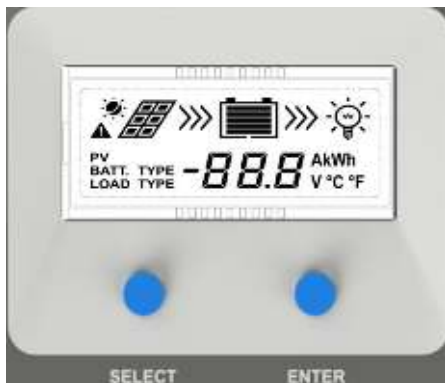 PV
BATT. TYPE
LOAD TYPE
-88.8
AkWh
V °C °F
SELECT
ENTER